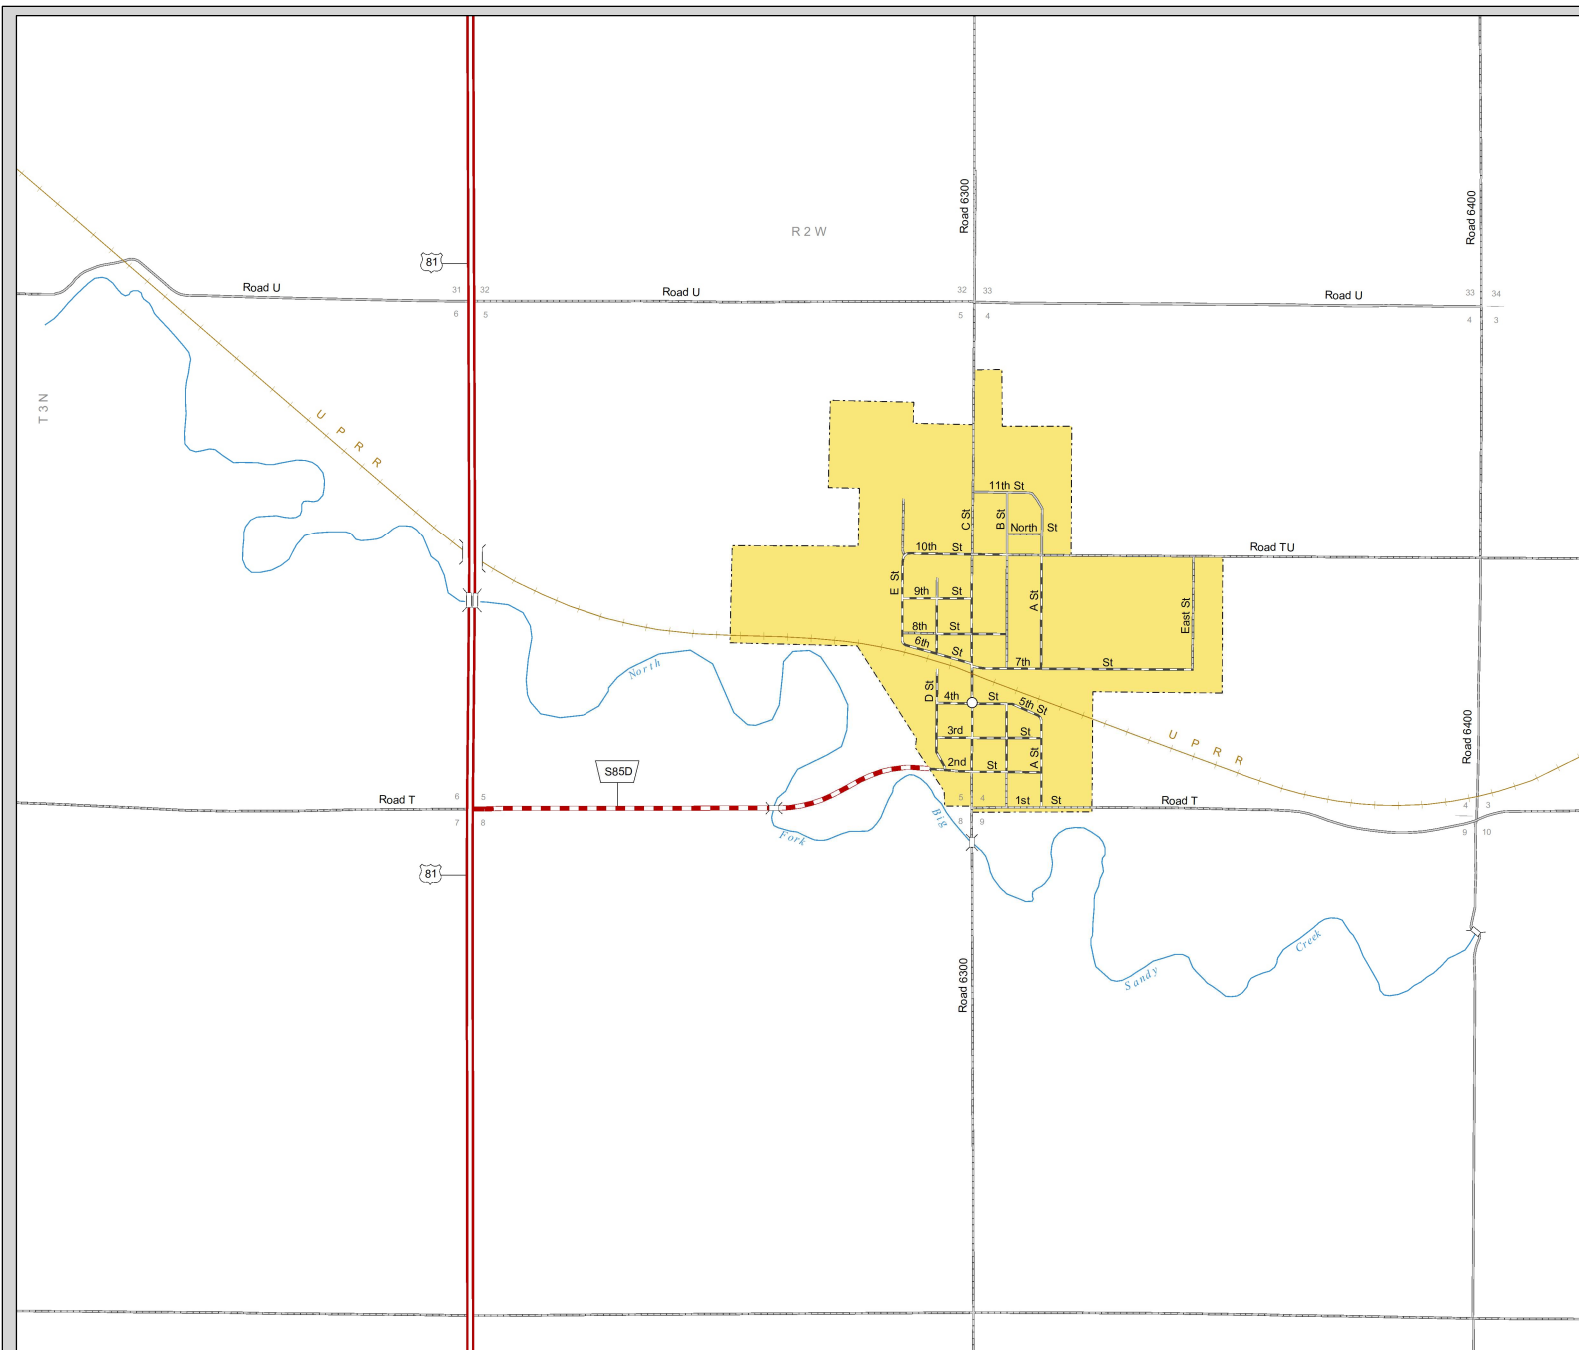 Road 6300
Road 6400
R 2 W
81
Road U
Road U
Road U
31 32
6 5
32 33
5 4
33 34
4 3
T 3 N
U P R R
11th St
C St
B St
North St
10th St
Road TU
E St
9th St
A St
East St
8th St
6th St
7th St
North
D St
4th St
5th St
3rd St
A St
2nd St
U P R R
Road 6400
S85D
Road T
6 5
7 8
1st St
Road T
5 4
8 9
4 3
9 10
Fork
Big
81
Sandy
Creek
Road 6300